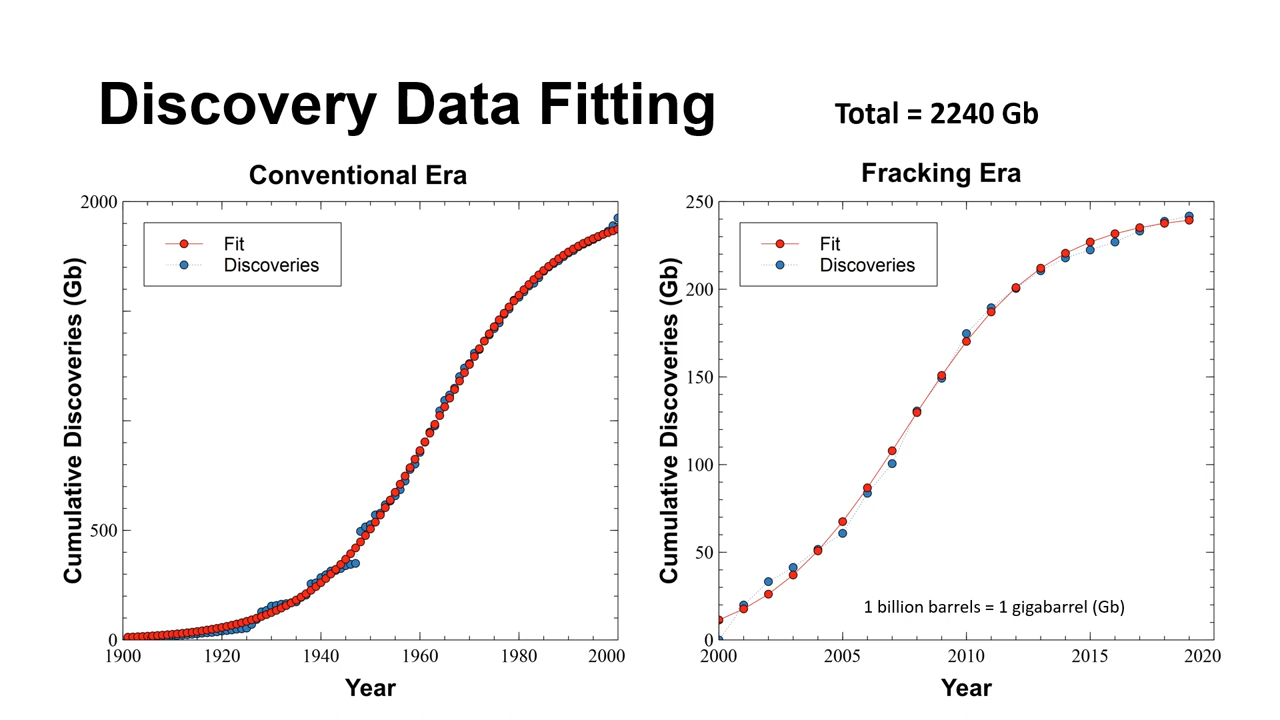 Discovery Data Fitting
Total = 2240 Gb
Conventional Era
2000
500
0
Cumulative Discoveries (Gb)
Fit
Discoveries
1900 1920 1940 1960 1980 2000
Year
Fracking Era
250
200
150
100
50
0
Cumulative Discoveries (Gb)
Fit
Discoveries
1 billion barrels = 1 gigabarrel (Gb)
2000 2005 2010 2015 2020
Year